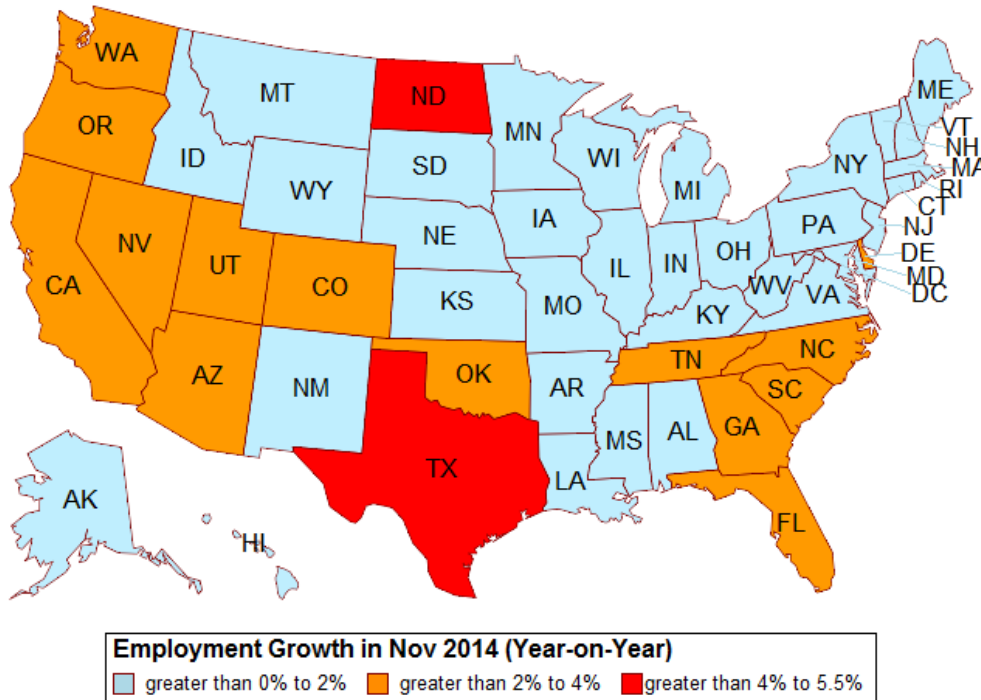 WA
OR
CA
NV
ID
MT
WY
UT
CO
AZ
NM
ND
SD
NE
KS
OK
TX
MN
IA
MO
AR
LA
WI
IL
MI
IN
OH
KY
TN
MS
AL
GA
FL
SC
NC
VA
WV
PA
NY
ME
VT
NH
MA
RI
CT
NJ
DE
MD
DC
AK
HI
Employment Growth in Nov 2014 (Year-on-Year)
greater than 0% to 2% greater than 2% to 4% greater than 4% to 5.5%